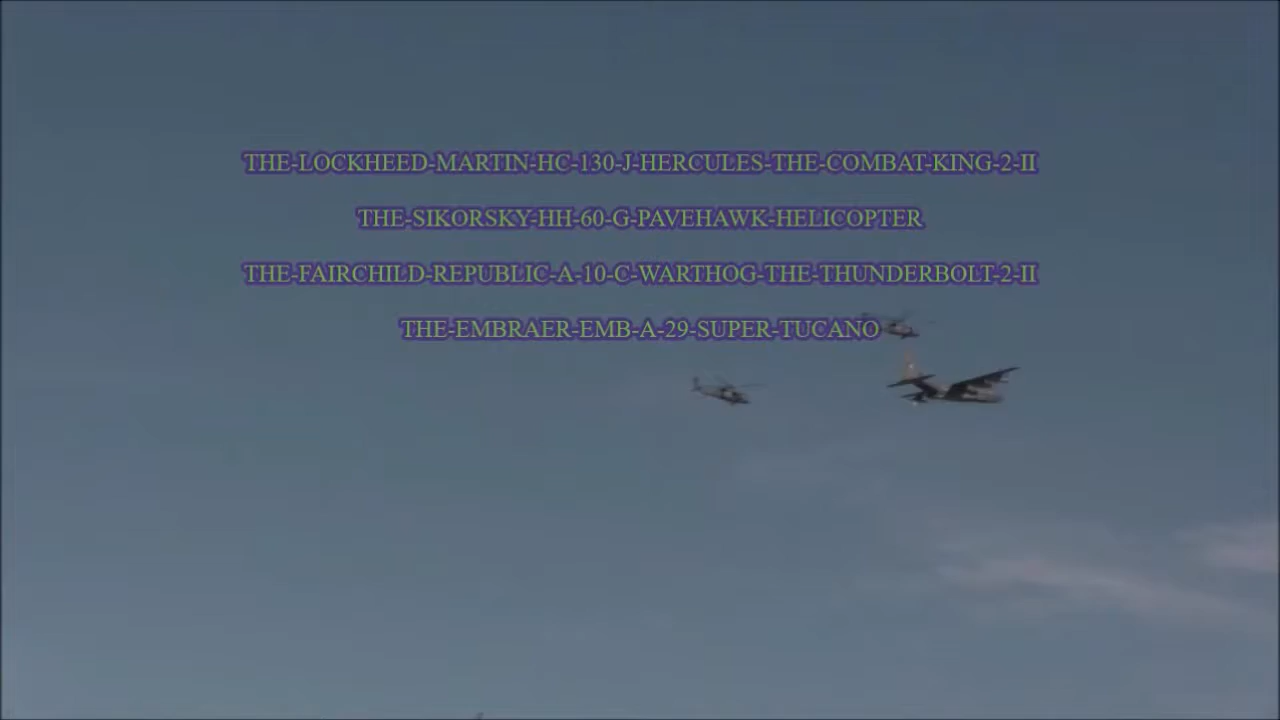 THE-LOCKHEED-MARTIN-HC-130-J-HERCULES-THE-COMBAT-KING-2-II
THE-SIKORSKY-HH-60-G-PAVEHAWK-HELICOPTER
THE-FAIRCHILD-REPUBLIC-A-10-C-WARTHOG-THE-THUNDERBOLT-2-II
THE-EMBRAER-EMB-A-29-SUPER-TUCANO